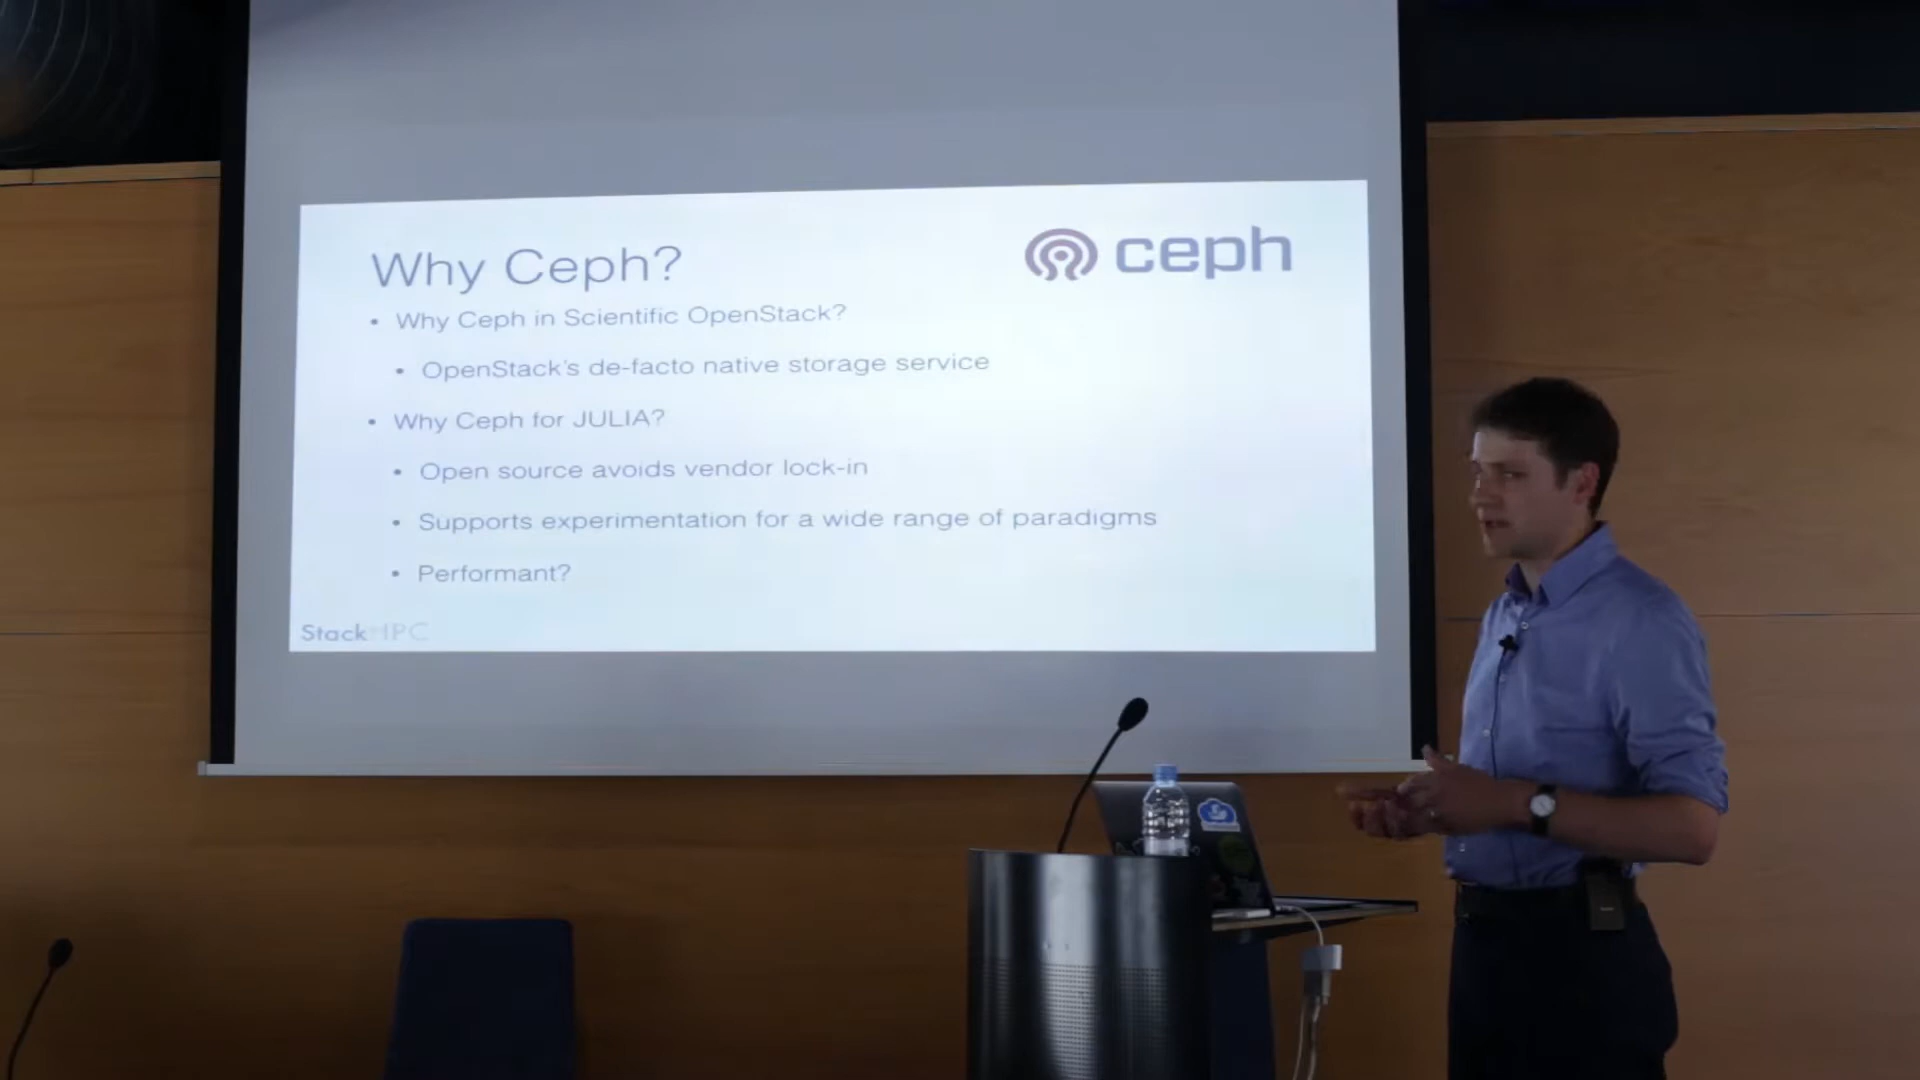 Why Ceph?
ceph
Why Ceph in Scientific OpenStack?
OpenStack's de-facto native storage service
Why Ceph for JULIA?
Open source avoids vendor lock-in
Supports experimentation for a wide range of paradigms
Performant?
StackHPC